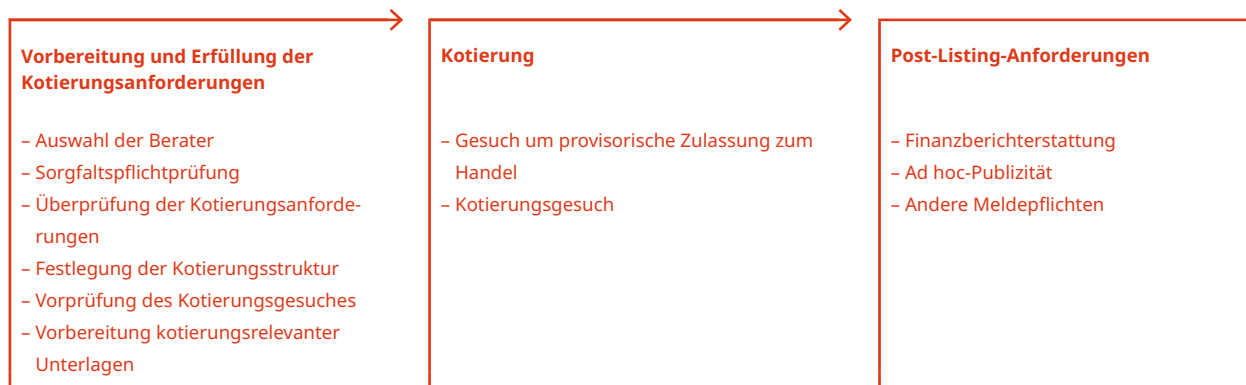 Vorbereitung und Erfüllung der
Kotierungsanforderungen
– Auswahl der Berater
– Sorgfaltspflichtprüfung
– Überprüfung der Kotierungsanforde-
rungen
– Festlegung der Kotierungsstruktur
– Vorprüfung des Kotierungsgesuches
– Vorbereitung kotierungsrelevanter
Unterlagen
Kotierung
– Gesuch um provisorische Zulassung zum
Handel
– Kotierungsgesuch
Post-Listing-Anforderungen
– Finanzberichterstattung
– Ad hoc-Publizität
– Andere Meldepflichten